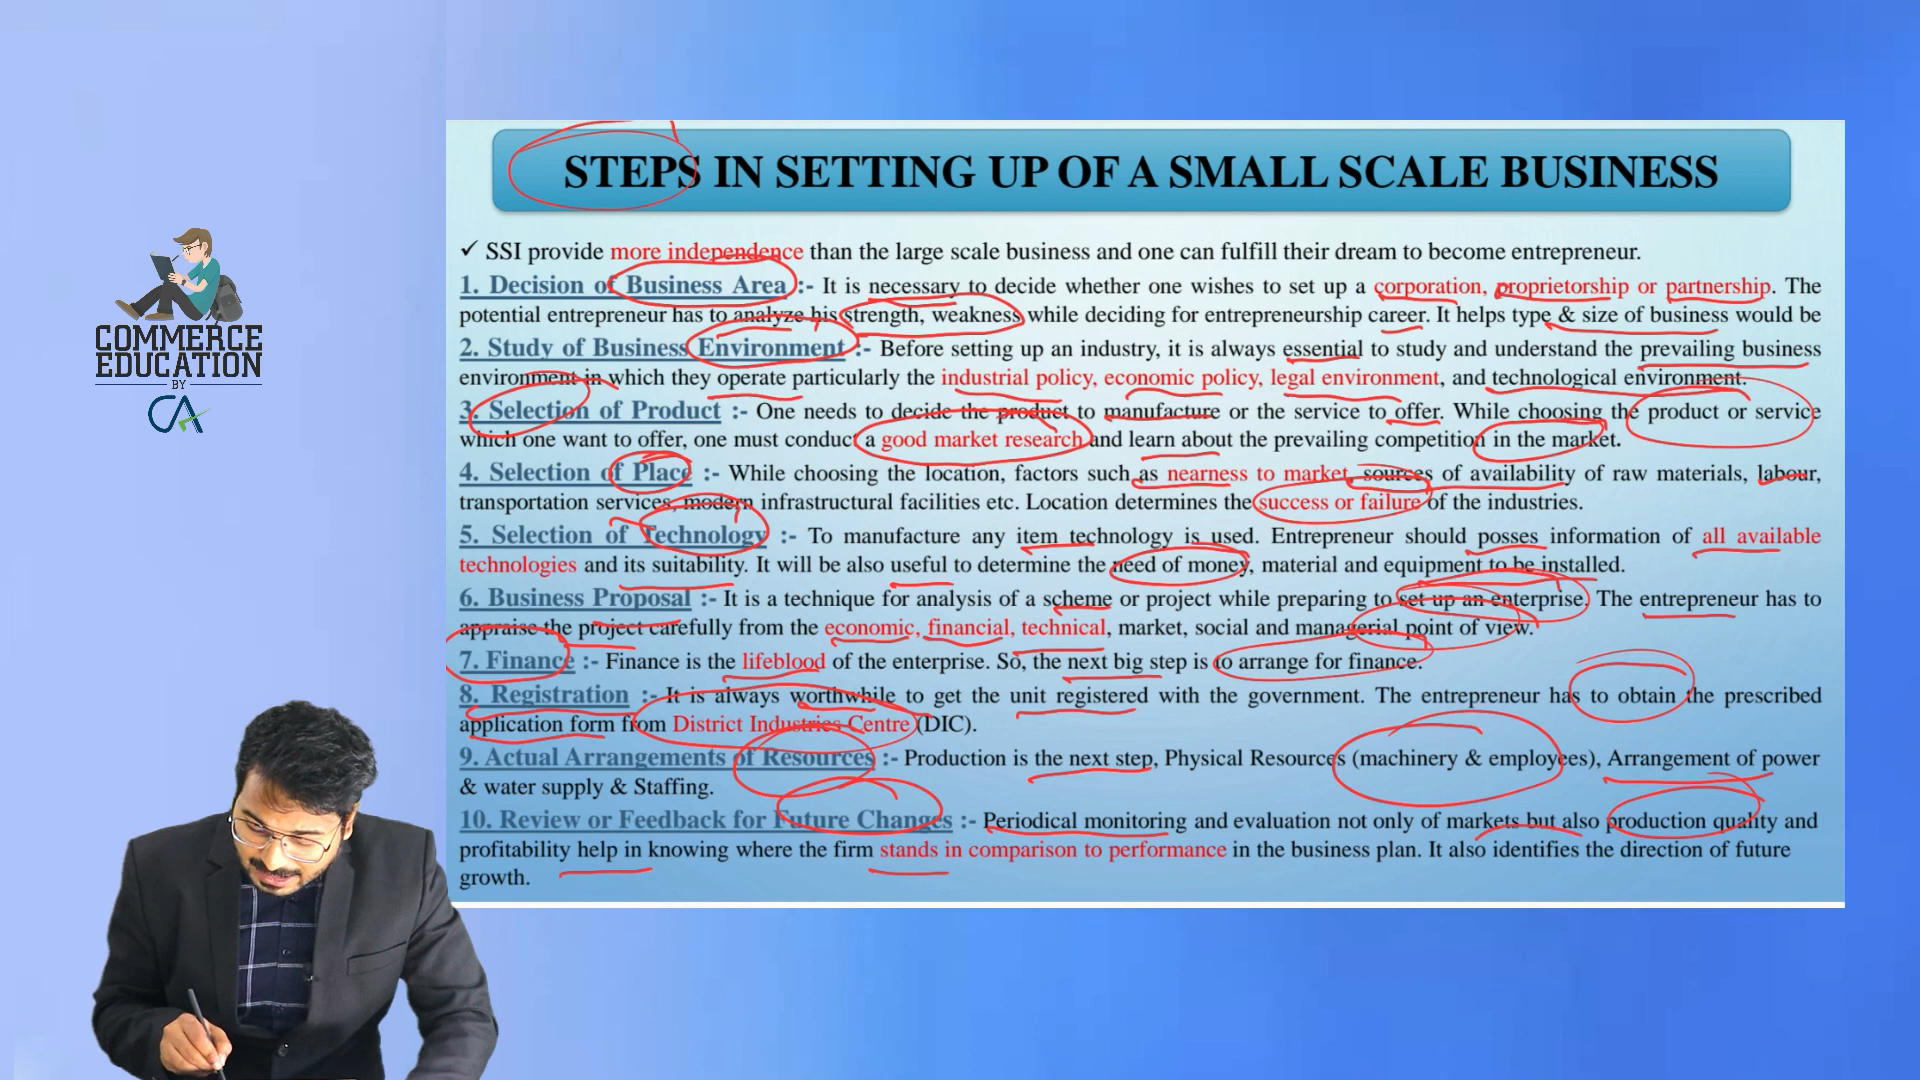 COMMERCE
EDUCATION
BY
CA
STEPS IN SETTING UP OF A SMALL SCALE BUSINESS
✓ SSI provide more independence than the large scale business and one can fulfill their dream to become entrepreneur.
1. Decision of Business Area :- It is necessary to decide whether one wishes to set up a corporation, proprietorship or partnership. The
potential entrepreneur has to analyze his strength, weakness while deciding for entrepreneurship career. It helps type & size of business would be
2. Study of Business Environment :- Before setting up an industry, it is always essential to study and understand the prevailing business
environment in which they operate particularly the industrial policy, economic policy, legal environment, and technological environment.
3. Selection of Product :- One needs to decide the product to manufacture or the service to offer. While choosing the product or service
which one want to offer, one must conduct a good market research and learn about the prevailing competition in the market.
4. Selection of Place :- While choosing the location, factors such as nearness to market, sources of availability of raw materials, labour,
transportation services, modern infrastructural facilities etc. Location determines the success or failure of the industries.
5. Selection of Technology :- To manufacture any item technology is used. Entrepreneur should posses information of all available
technologies and its suitability. It will be also useful to determine the need of money, material and equipment to be installed.
6. Business Proposal :- It is a technique for analysis of a scheme or project while preparing to set up an enterprise. The entrepreneur has to
appraise the project carefully from the economic, financial, technical, market, social and managerial point of view.
7. Finance :- Finance is the lifeblood of the enterprise. So, the next big step is to arrange for finance.
8. Registration :- It is always worthwhile to get the unit registered with the government. The entrepreneur has to obtain the prescribed
application form from District Industries Centre (DIC).
9. Actual Arrangements of Resources :- Production is the next step, Physical Resources (machinery & employees), Arrangement of power
& water supply & Staffing.
10. Review or Feedback for Future Changes :- Periodical monitoring and evaluation not only of markets but also production quality and
profitability help in knowing where the firm stands in comparison to performance in the business plan. It also identifies the direction of future
growth.